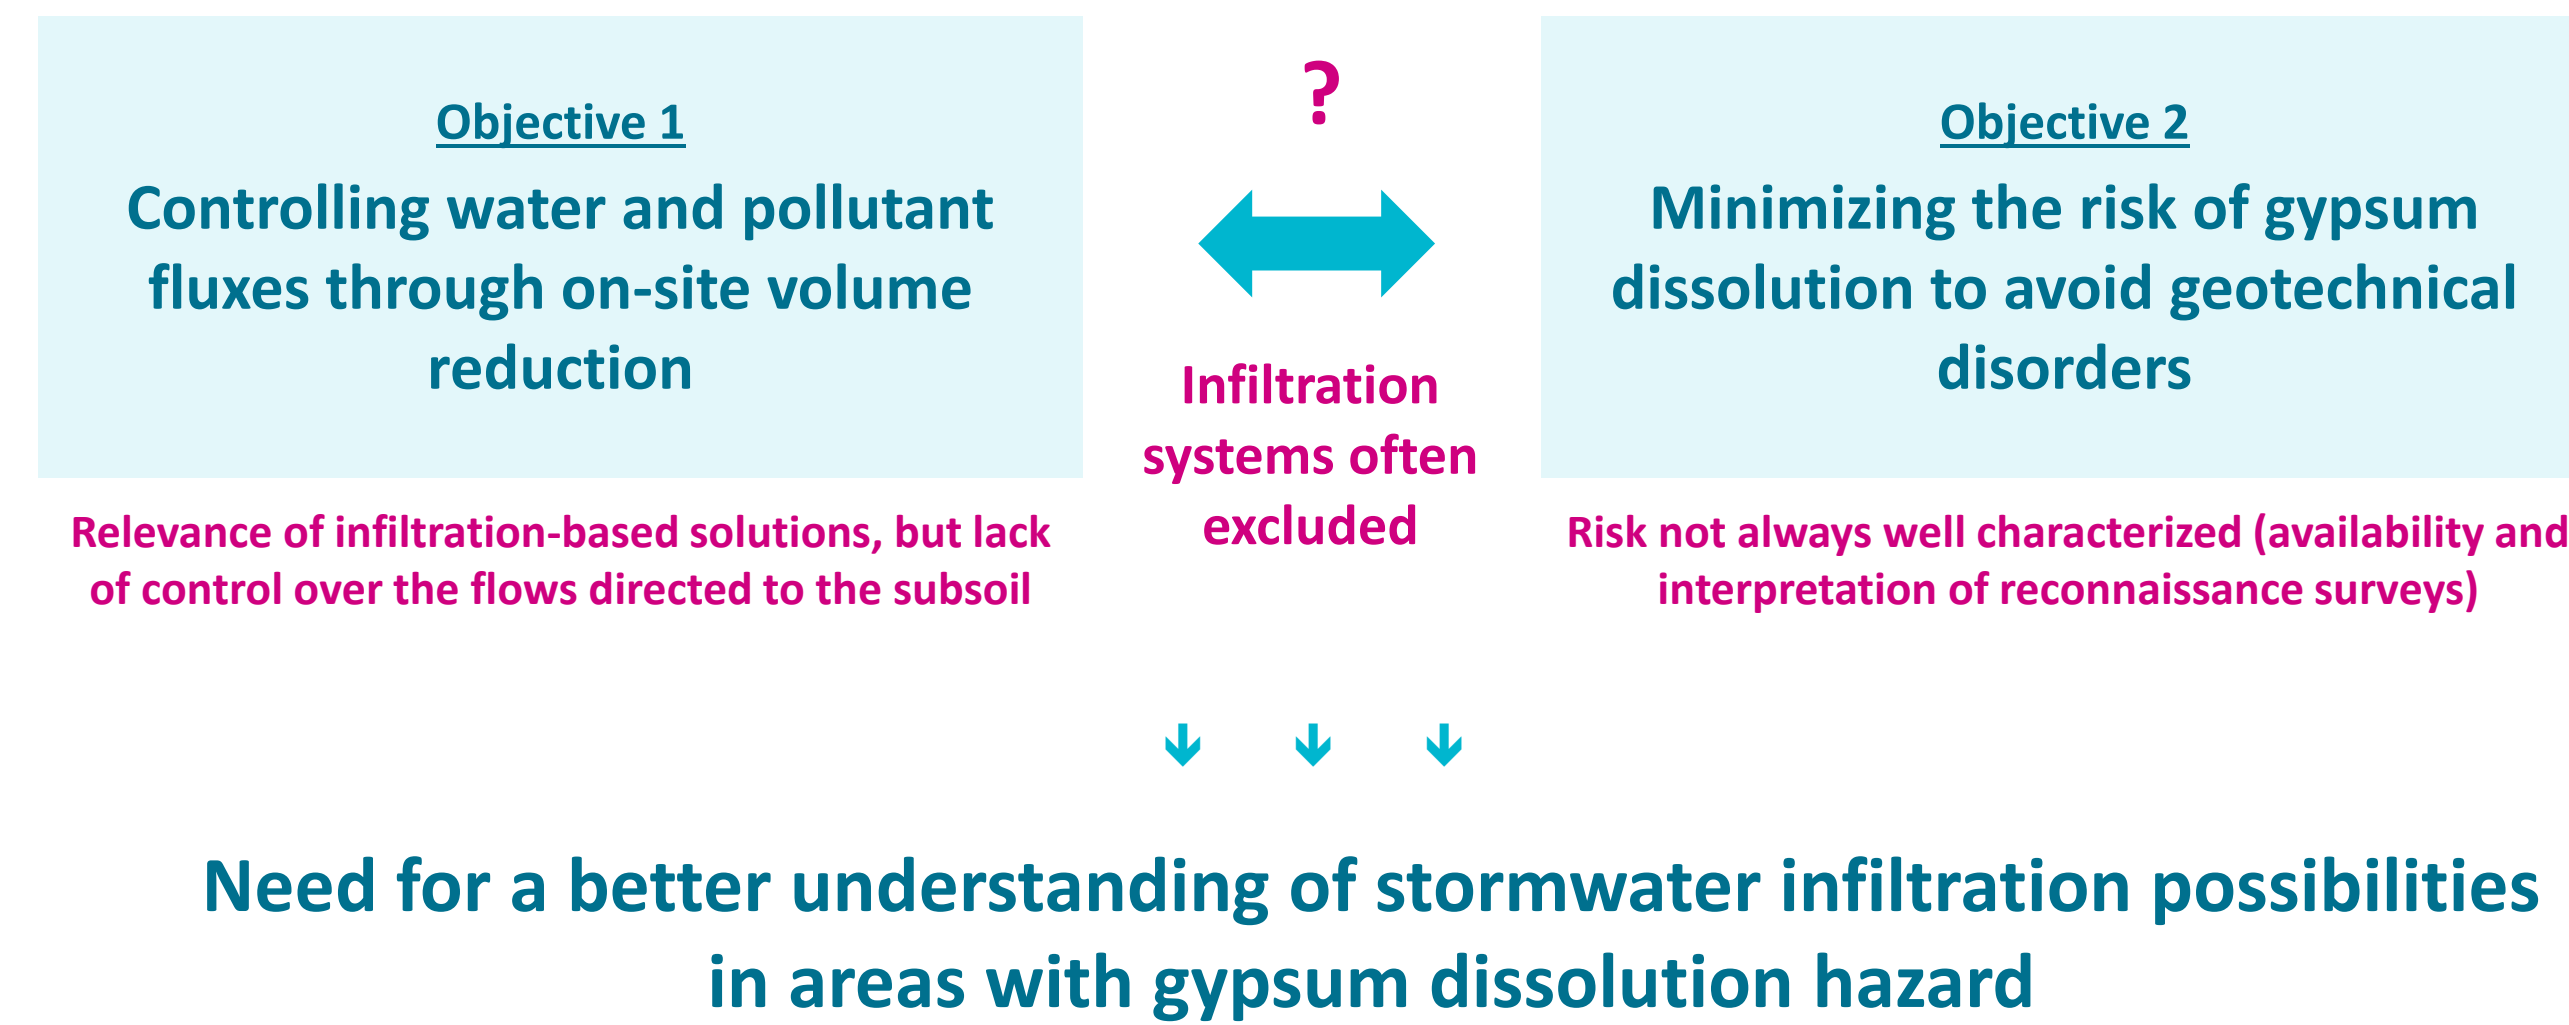 Objective 1
Controlling water and pollutant
fluxes through on-site volume
reduction
Relevance of infiltration-based solutions, but lack
of control over the flows directed to the subsoil
?
Infiltration
systems often
excluded
Objective 2
Minimizing the risk of gypsum
dissolution to avoid geotechnical
disorders
Risk not always well characterized (availability and
interpretation of reconnaissance surveys)
Need for a better understanding of stormwater infiltration possibilities
in areas with gypsum dissolution hazard